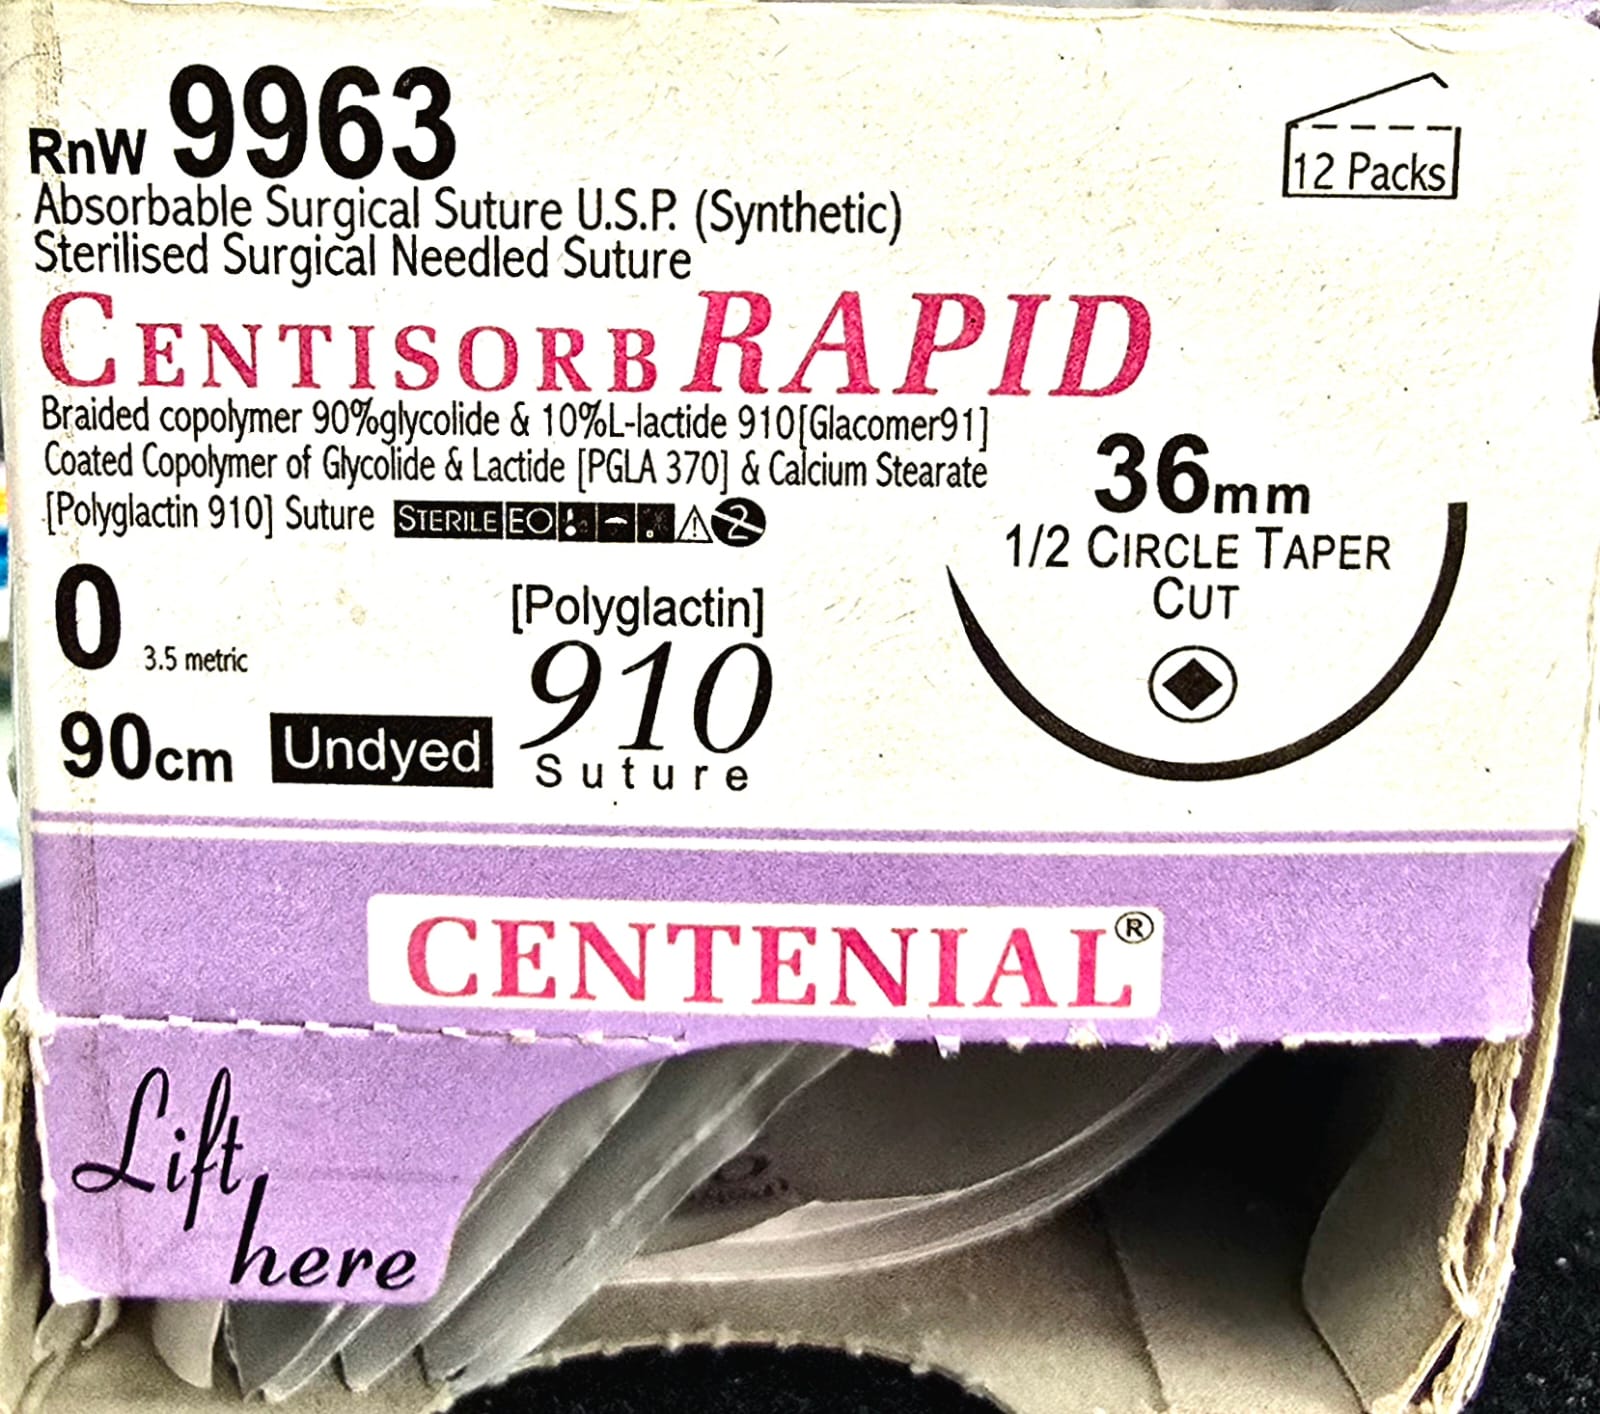 RnW 9963
12 Packs
Absorbable Surgical Suture U.S.P. (Synthetic)
Sterilised Surgical Needled Suture
CENTISORB RAPID
Braided copolymer 90%glycolide & 10%L-lactide 910[Glacomer91]
Coated Copolymer of Glycolide & Lactide [PGLA 370] & Calcium Stearate
[Polyglactin 910] Suture STERILE EO 2
36mm
1/2 CIRCLE TAPER
CUT
0 3.5 metric
[Polyglactin]
910
Suture
90cm Undyed
CENTENIAL®
Lift
here